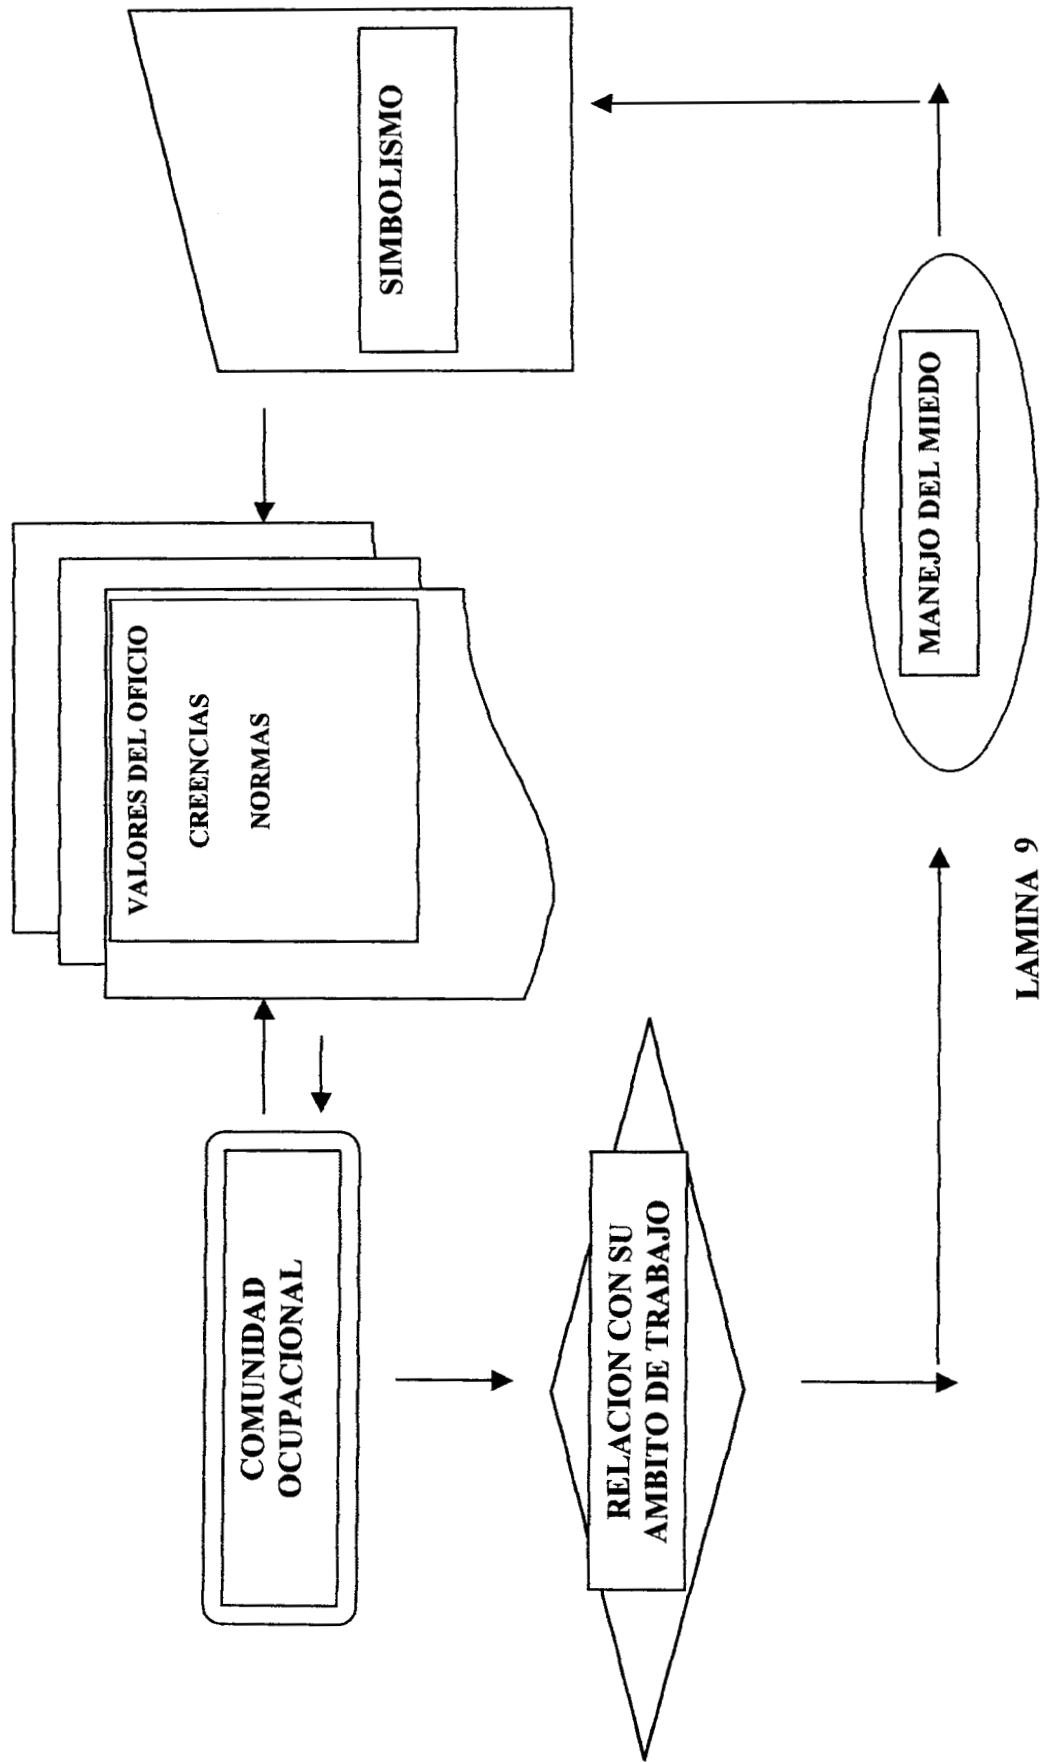 COMUNIDAD
OCUPACIONAL
VALORES DEL OFICIO
CREENCIAS
NORMAS
SIMBOLISMO
RELACION CON SU
AMBITO DE TRABAJO
MANEJO DEL MIEDO
LAMINA 9